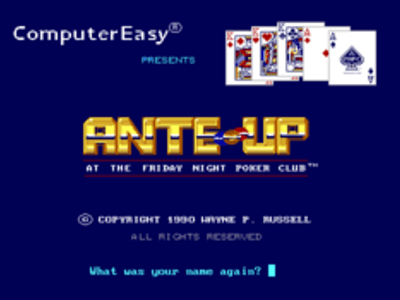 ComputerEasy®
PRESENTS
ANTE-UP
AT THE FRIDAY NIGHT POKER CLUB™
© COPYRIGHT 1990 WAYNE P. RUSSELL
ALL RIGHTS RESERVED
What was your name again?